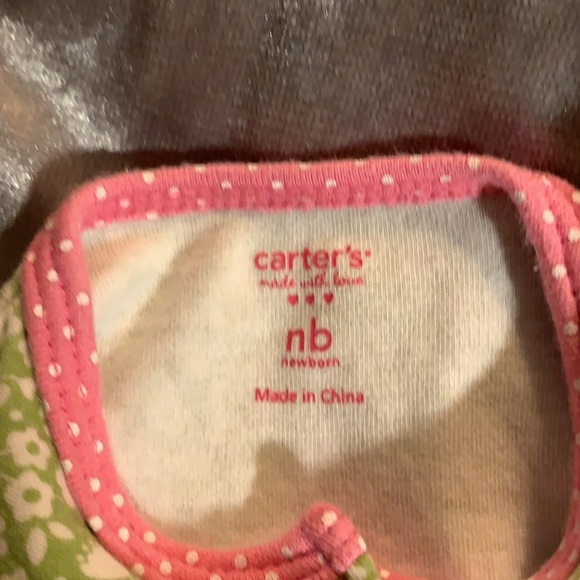 carter's
made with love
nb
newborn
Made in China